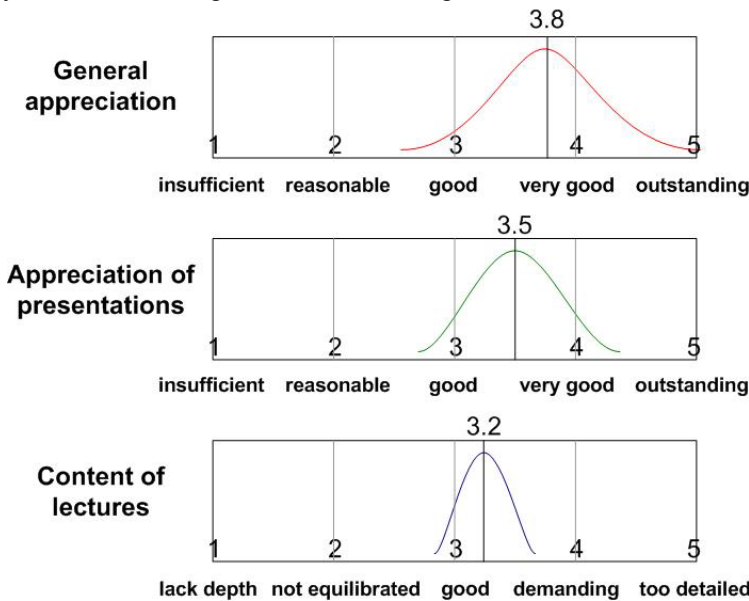 3.8
General
appreciation
1 2 3 4 5
insufficient reasonable good very good outstanding
3.5
Appreciation of
presentations
1 2 3 4 5
insufficient reasonable good very good outstanding
3.2
Content of
lectures
1 2 3 4 5
lack depth not equilibrated good demanding too detailed